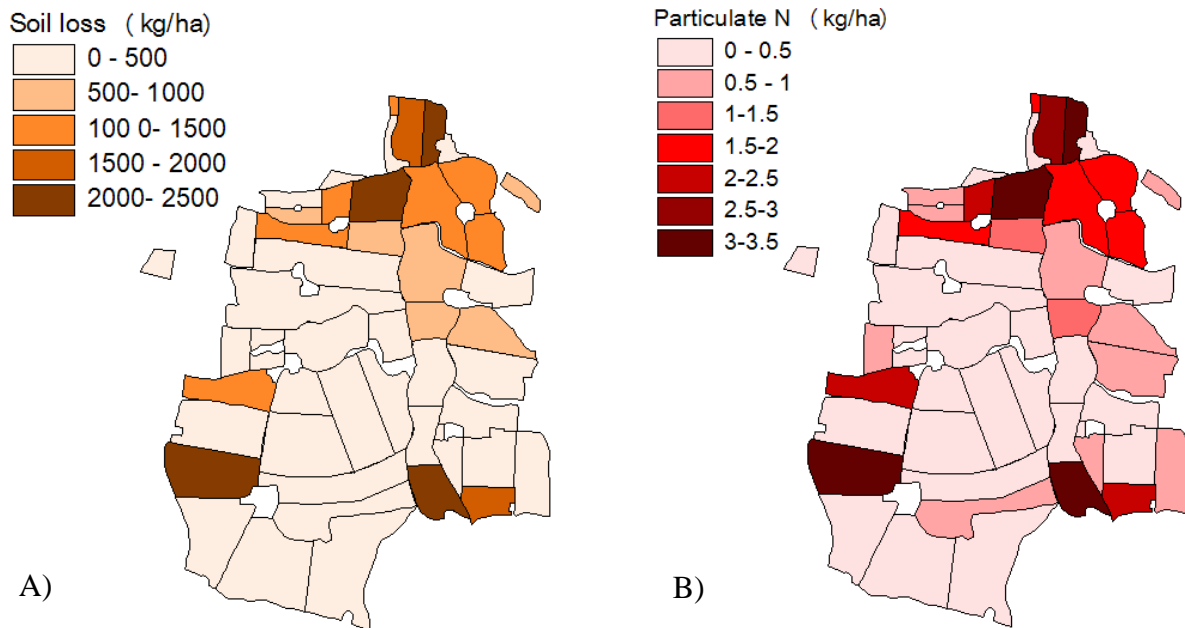 Soil loss ( kg/ha)
0 - 500
500- 1000
100 0- 1500
1500 - 2000
2000- 2500
A)
Particulate N ( kg/ha)
0 - 0.5
0.5 - 1
1-1.5
1.5-2
2-2.5
2.5-3
3-3.5
B)